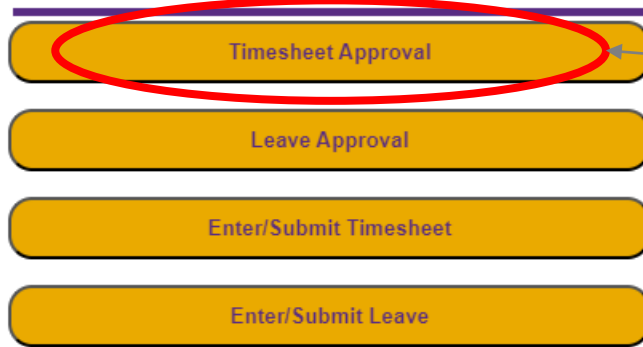 Timesheet Approval
Leave Approval
Enter/Submit Timesheet
Enter/Submit Leave